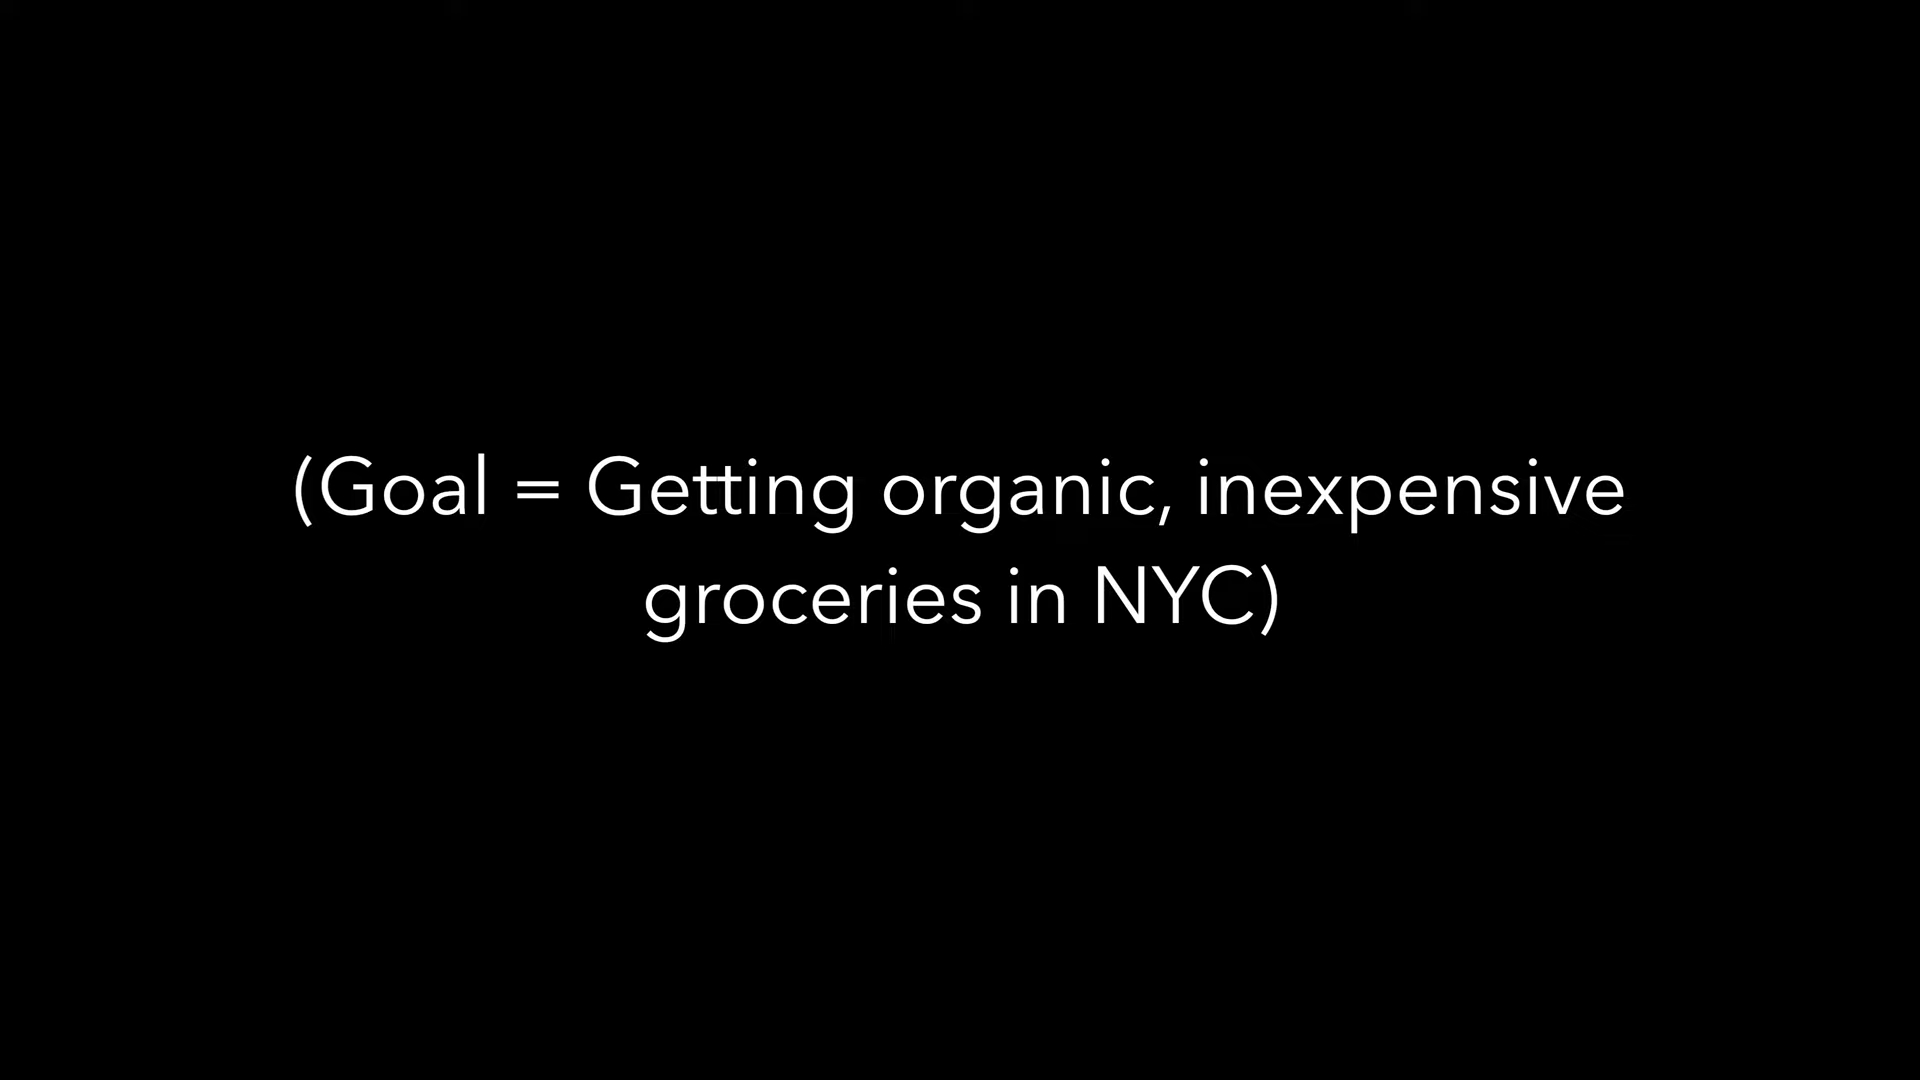 (Goal = Getting organic, inexpensive
groceries in NYC)